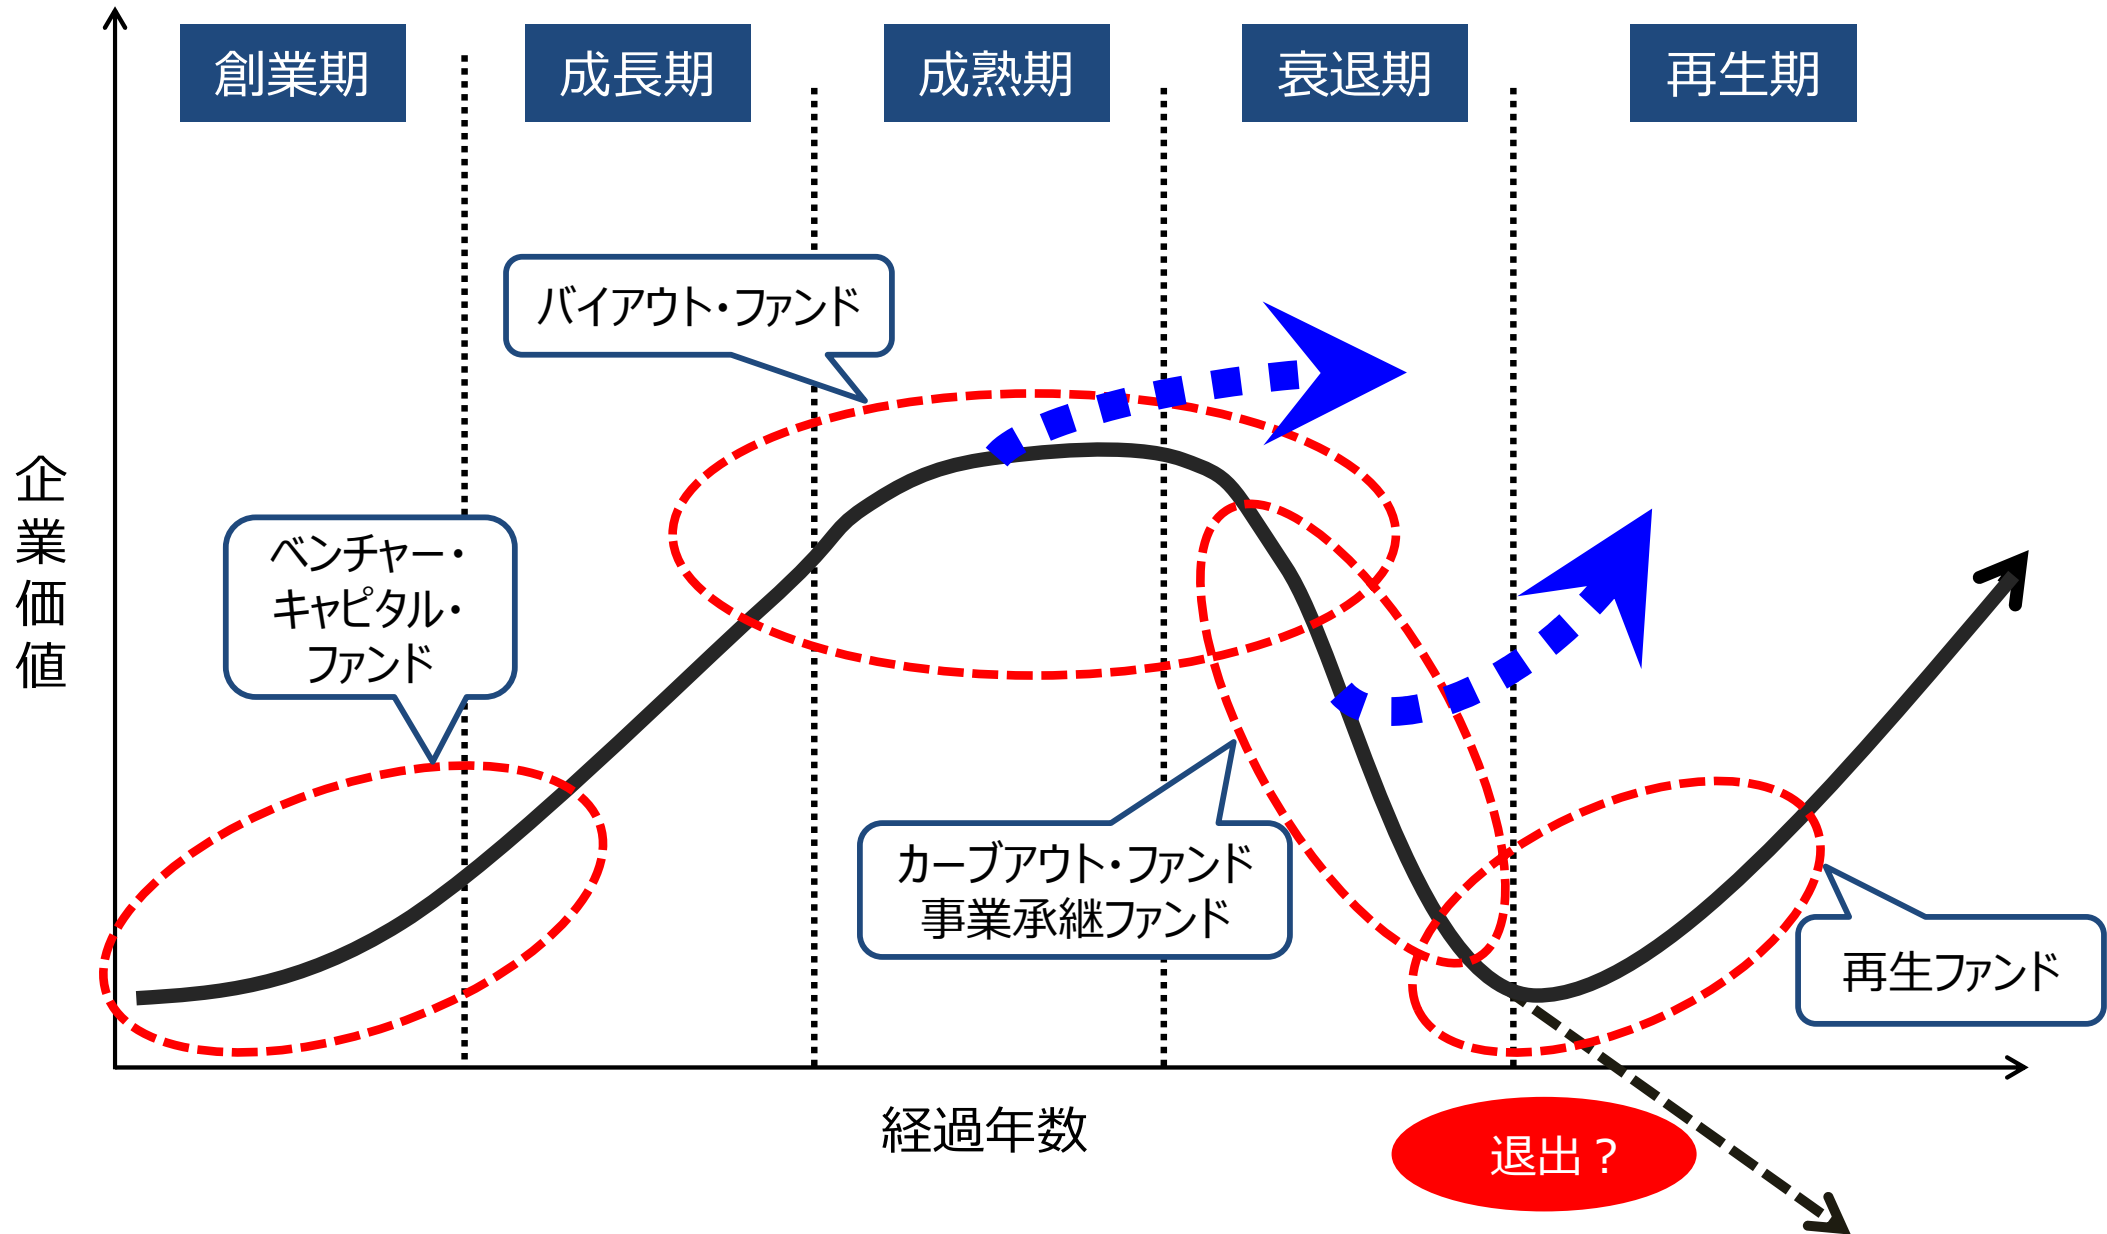 創業期
成長期
成熟期
衰退期
再生期
バイアウト・ファンド
企
業
価
値
ベンチャー・
キャピタル・
ファンド
カーブアウト・ファンド
事業承継ファンド
再生ファンド
経過年数
退出？